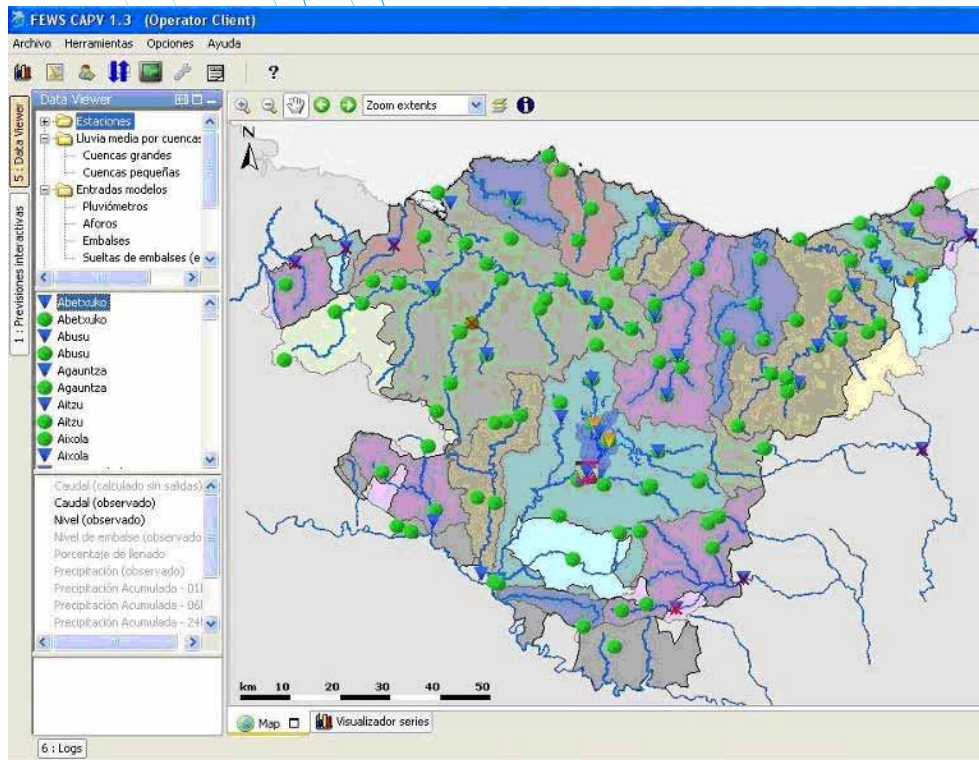 FEWS CAPV 1.3 (Operator Client)
Archivo Herramientas Opciones Ayuda
?
5 : Data Viewer
1 : Previsiones interactivas
Data Viewer
Estaciones
Lluvia media por cuencas
Cuencas grandes
Cuencas pequeñas
Entradas modelos
Pluviómetros
Aforos
Embalses
Sueltas de embalses (e
Abetxuko
Abetxuko
Abusu
Abusu
Agauntza
Agauntza
Aitzu
Aitzu
Aixola
Aixola
Caudal (calculado sin salidas)
Caudal (observado)
Nivel (observado)
Nivel de embalse (observado
Porcentaje de llenado
Precipitación (observado)
Precipitación Acumulada - 01
Precipitación Acumulada - 06
Precipitación Acumulada - 24
Zoom extents
N
km 10 20 30 40 50
Map
Visualizador series
6 : Logs